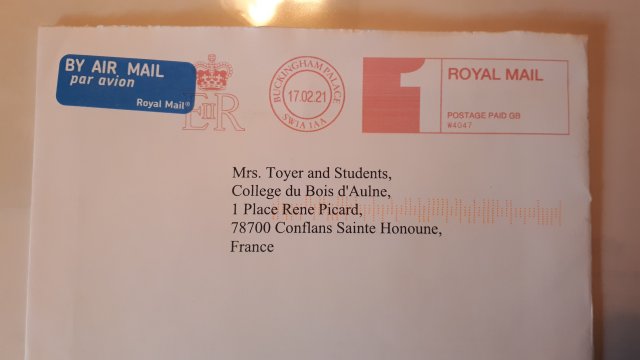 BY AIR MAIL
par avion
Royal Mail®
EIIR
BUCKINGHAM PALACE
17.02.21
SW1A 1AA
1
ROYAL MAIL
POSTAGE PAID GB
W4047
Mrs. Toyer and Students,
College du Bois d'Aulne,
1 Place Rene Picard,
78700 Conflans Sainte Honoune,
France